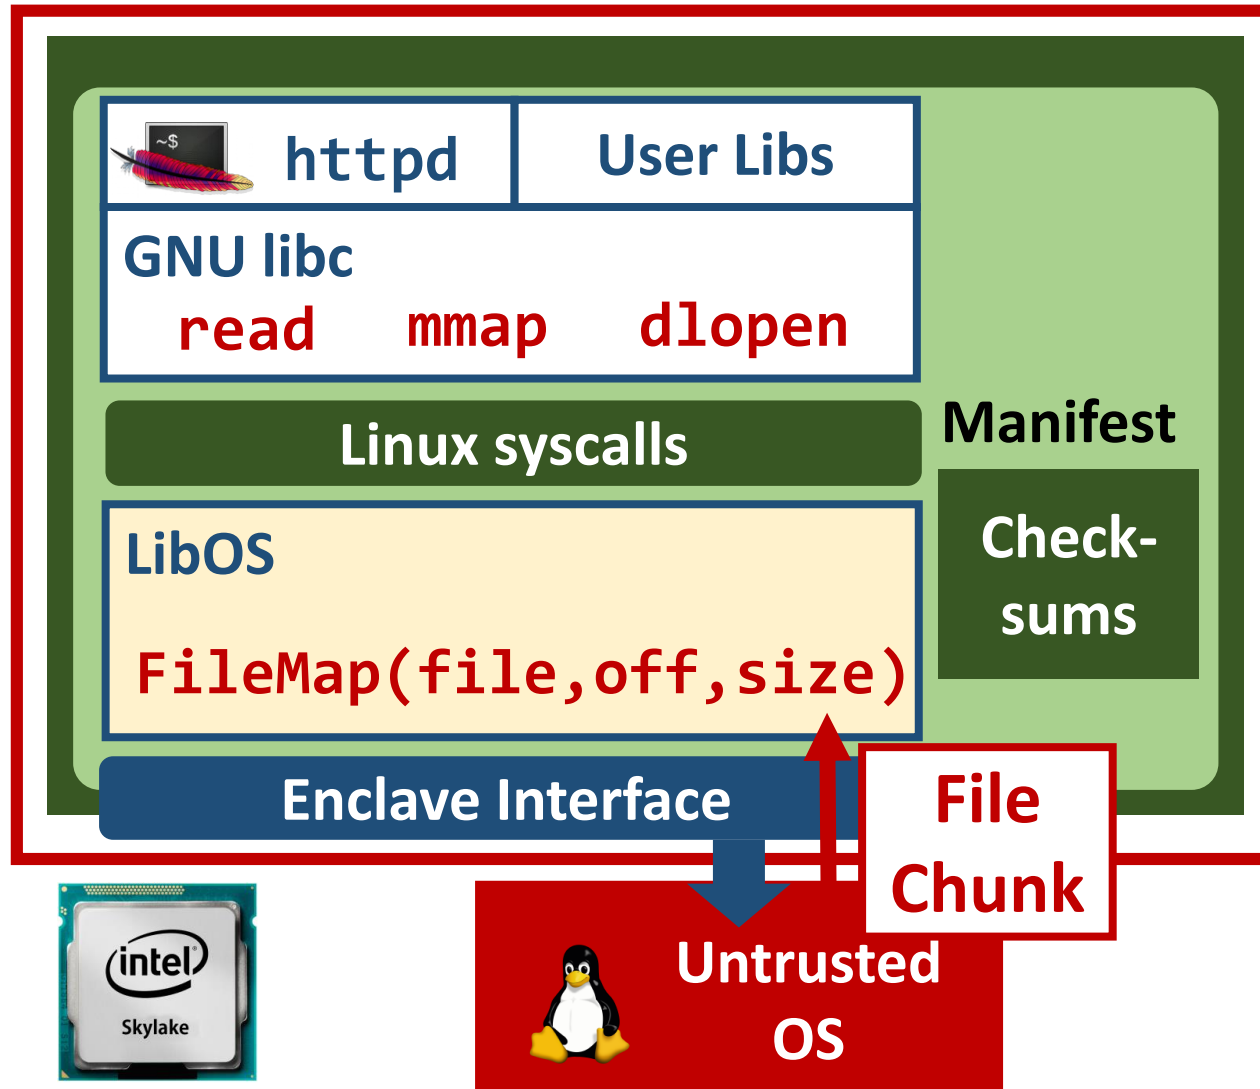 ~$
httpd
User Libs
GNU libc
read mmap dlopen
Linux syscalls
Manifest
Check-
sums
LibOS
FileMap(file,off,size)
Enclave Interface
File
Chunk
intel
Skylake
Untrusted
OS